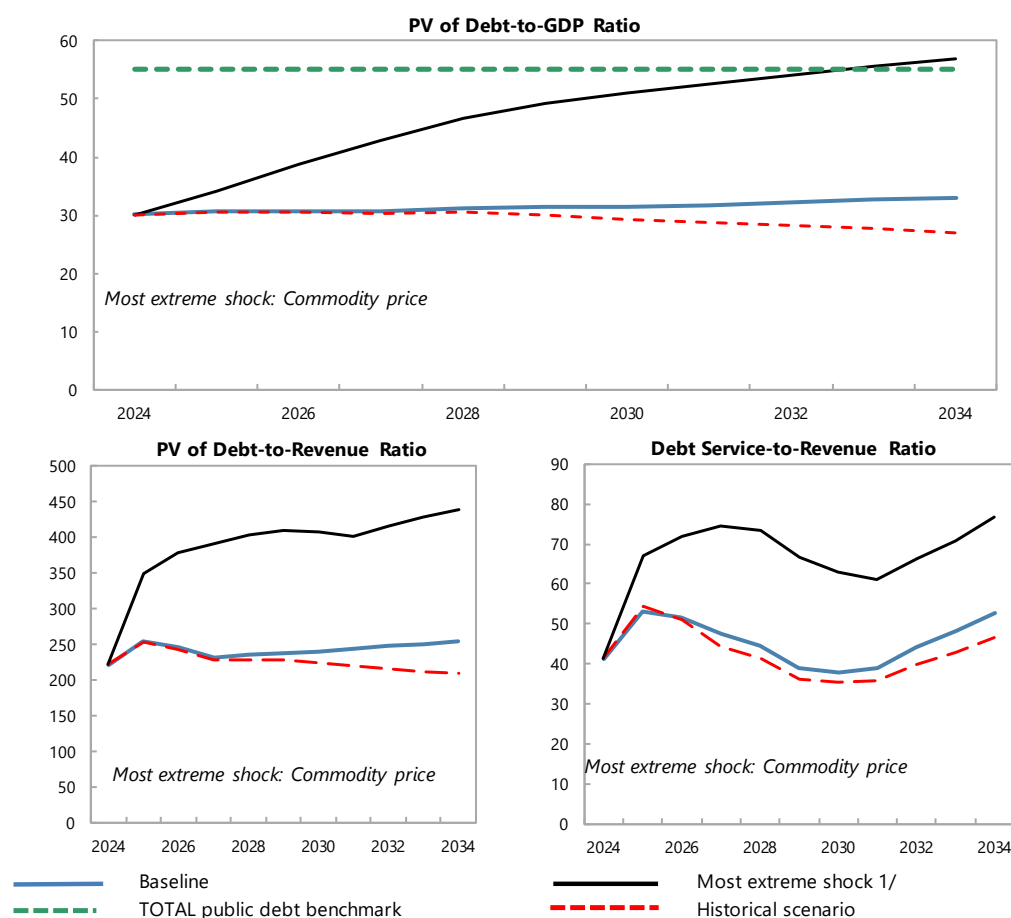 PV of Debt-to-GDP Ratio
60
50
40
30
20
10
0
Most extreme shock: Commodity price
2024 2026 2028 2030 2032 2034
PV of Debt-to-Revenue Ratio
500
450
400
350
300
250
200
150
100
50
0
Most extreme shock: Commodity price
2024 2026 2028 2030 2032 2034
Debt Service-to-Revenue Ratio
90
80
70
60
50
40
30
20
10
0
Most extreme shock: Commodity price
2024 2026 2028 2030 2032 2034
Baseline
Most extreme shock 1/
TOTAL public debt benchmark
Historical scenario